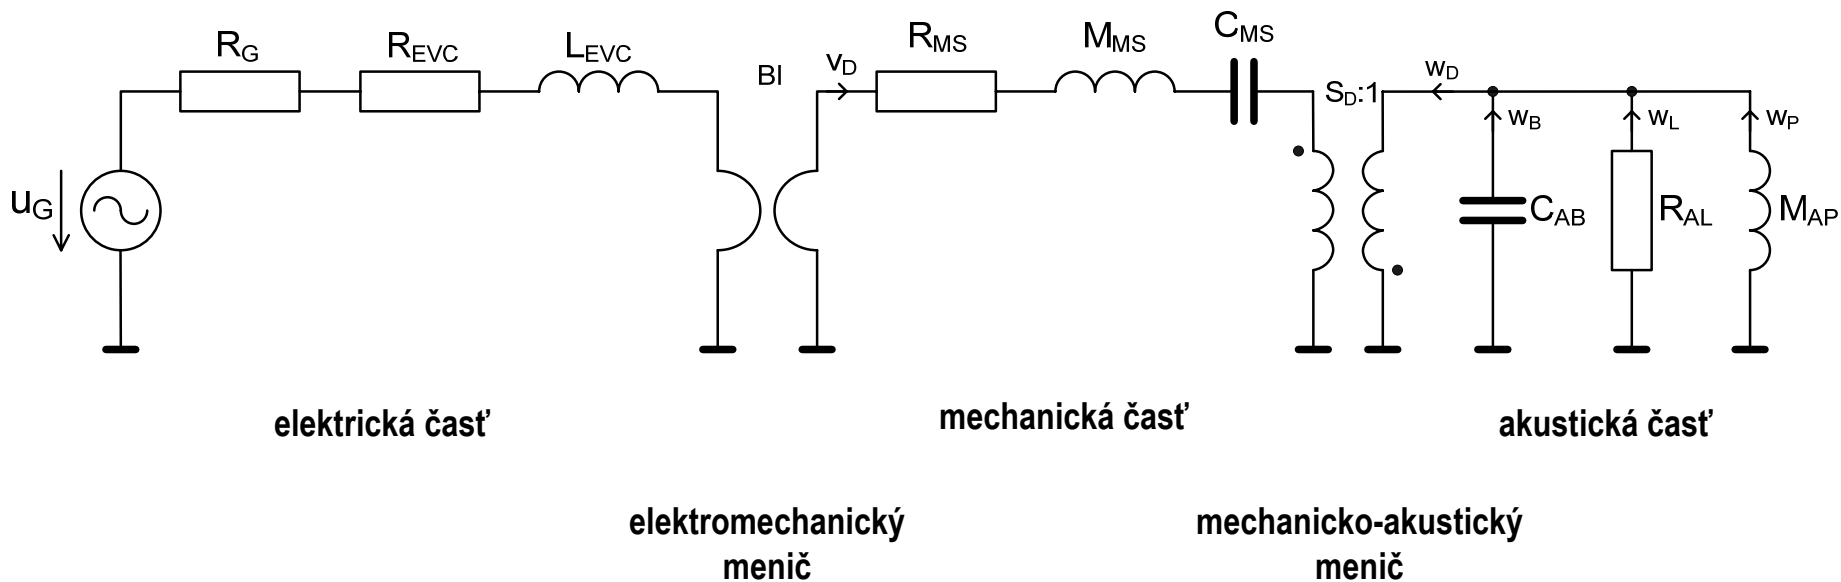 R_G
R_EVC
L_EVC
Bl
v_D
R_MS
M_MS
C_MS
S_D:1
w_D
w_B
w_L
w_P
u_G
C_AB
R_AL
M_AP
elektrická časť
mechanická časť
akustická časť
elektromechanický
menič
mechanicko-akustický
menič